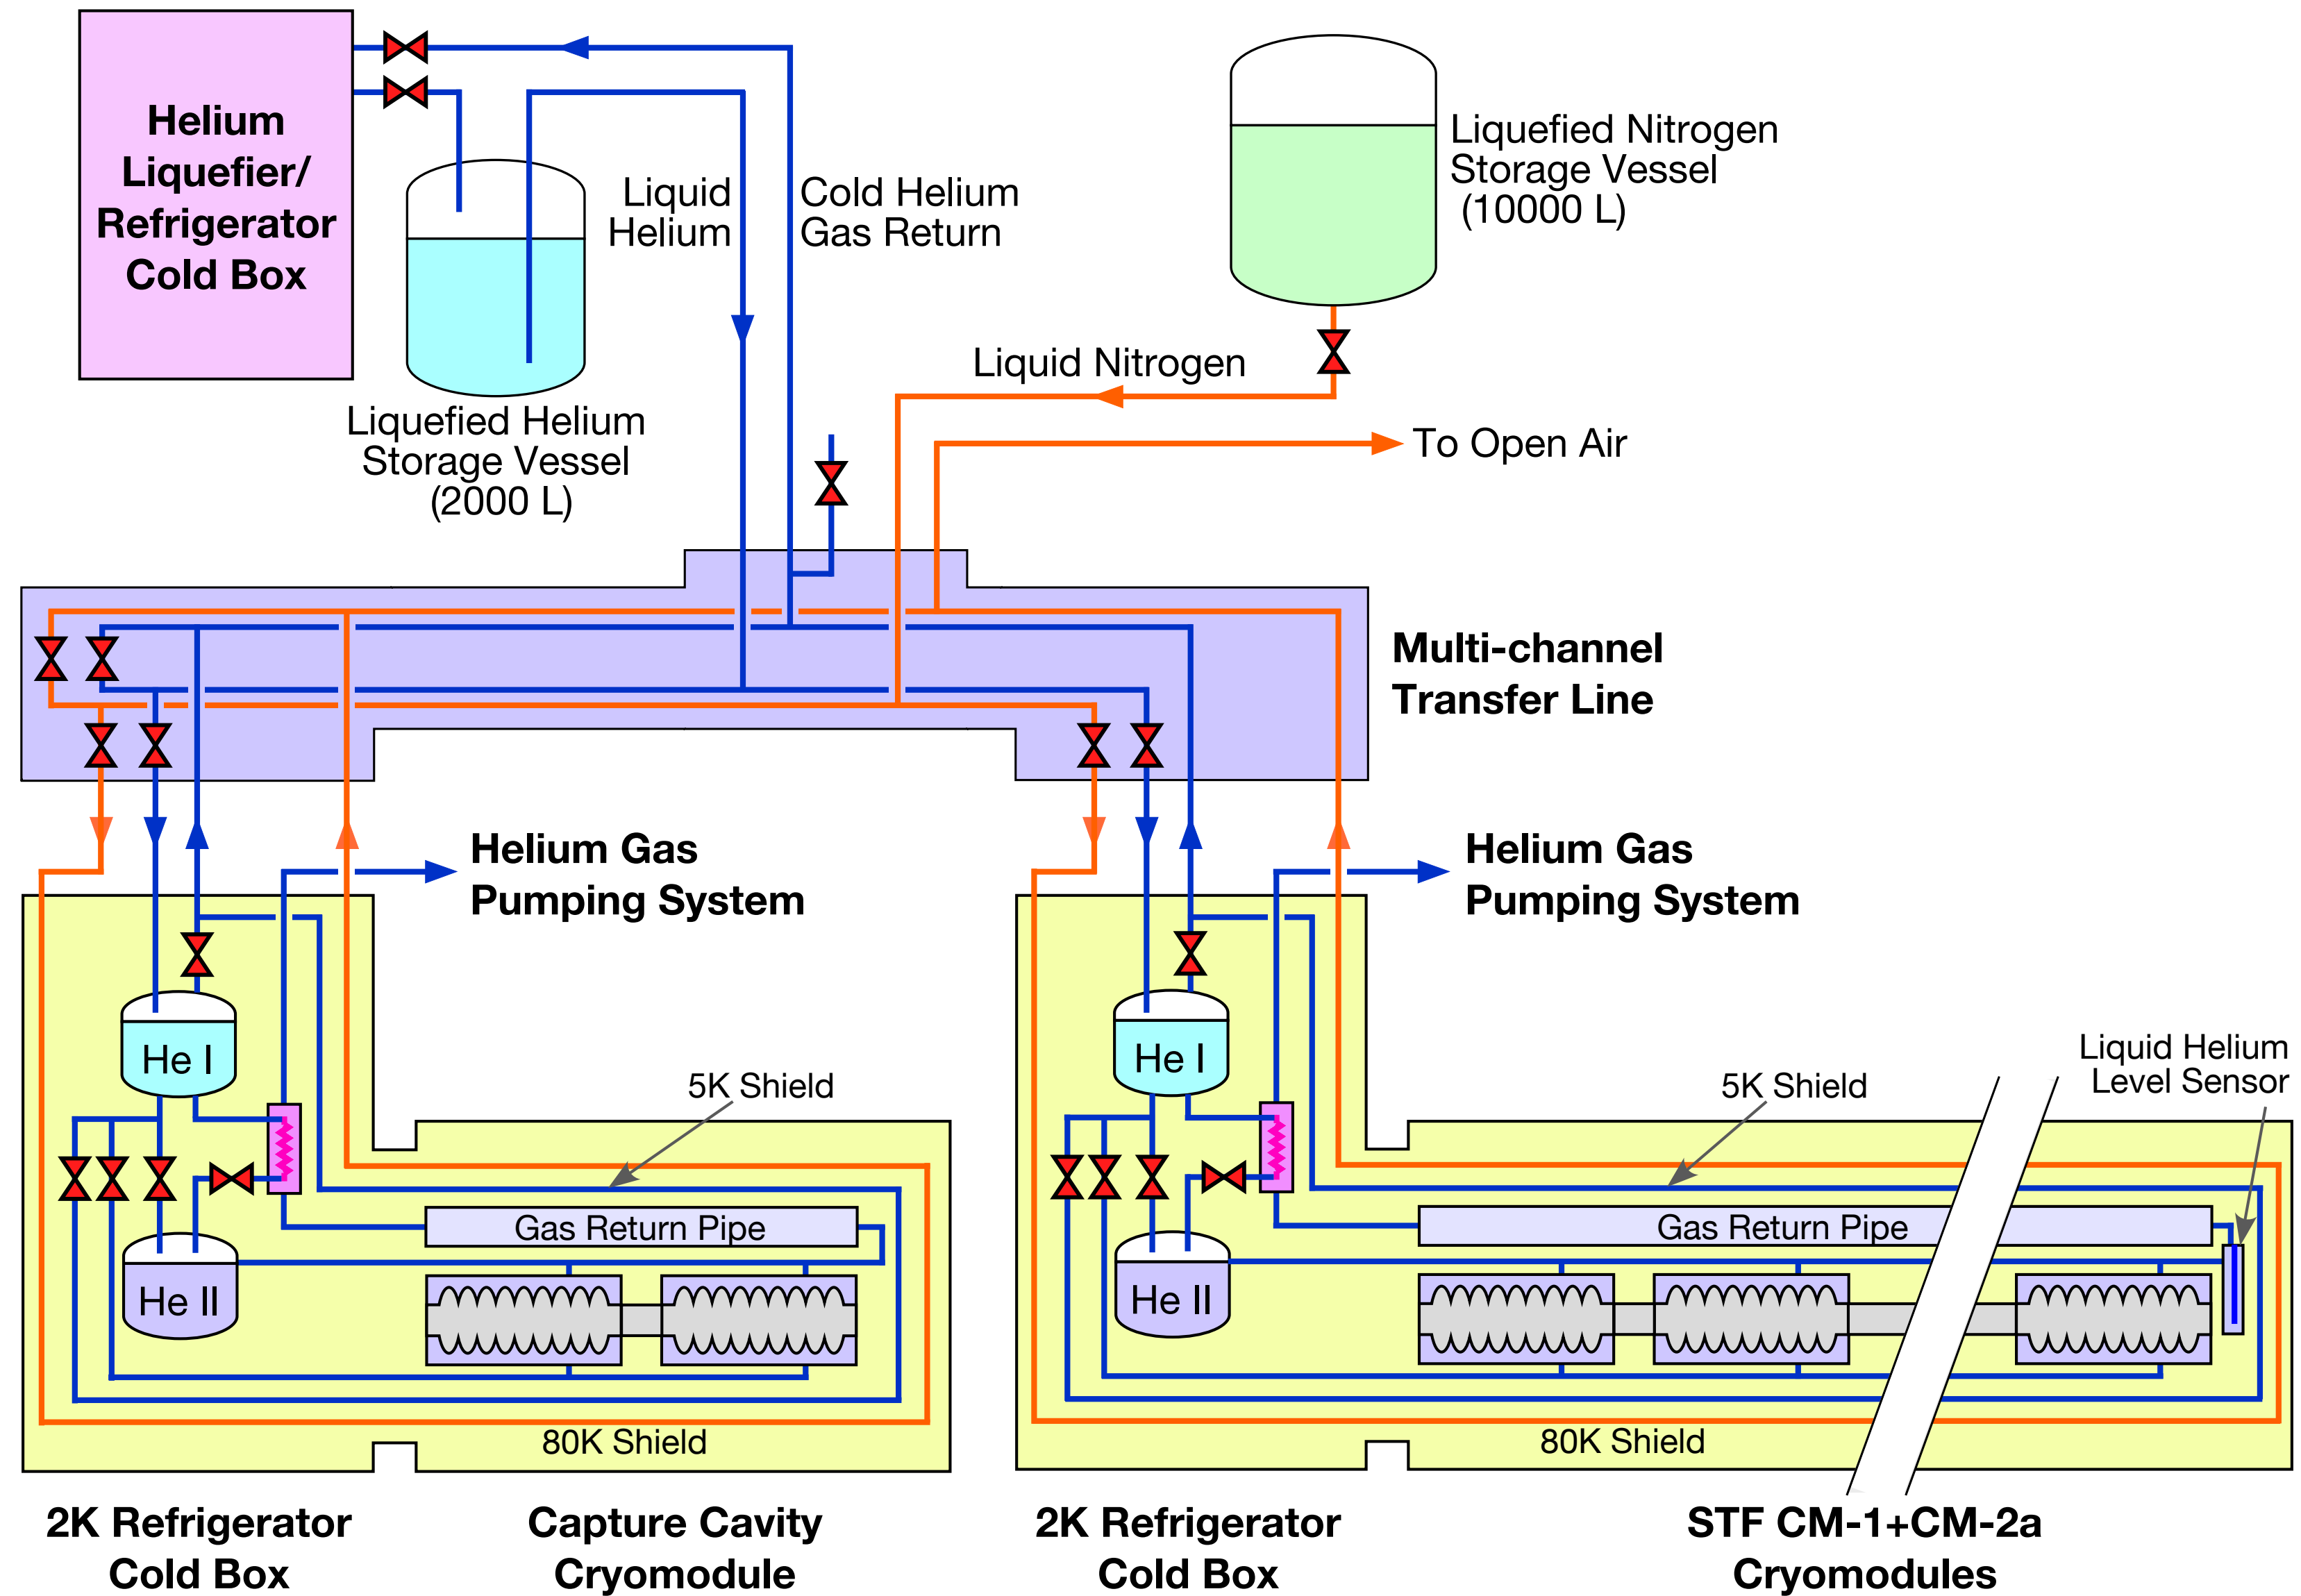 Helium
Liquefier/
Refrigerator
Cold Box
Liquefied Helium
Storage Vessel
(2000 L)
Liquid
Helium
Cold Helium
Gas Return
Liquefied Nitrogen
Storage Vessel
(10000 L)
Liquid Nitrogen
To Open Air
Multi-channel
Transfer Line
Helium Gas
Pumping System
Helium Gas
Pumping System
He I
He II
5K Shield
Gas Return Pipe
80K Shield
He I
He II
5K Shield
Liquid Helium
Level Sensor
Gas Return Pipe
80K Shield
2K Refrigerator
Cold Box
Capture Cavity
Cryomodule
2K Refrigerator
Cold Box
STF CM-1+CM-2a
Cryomodules